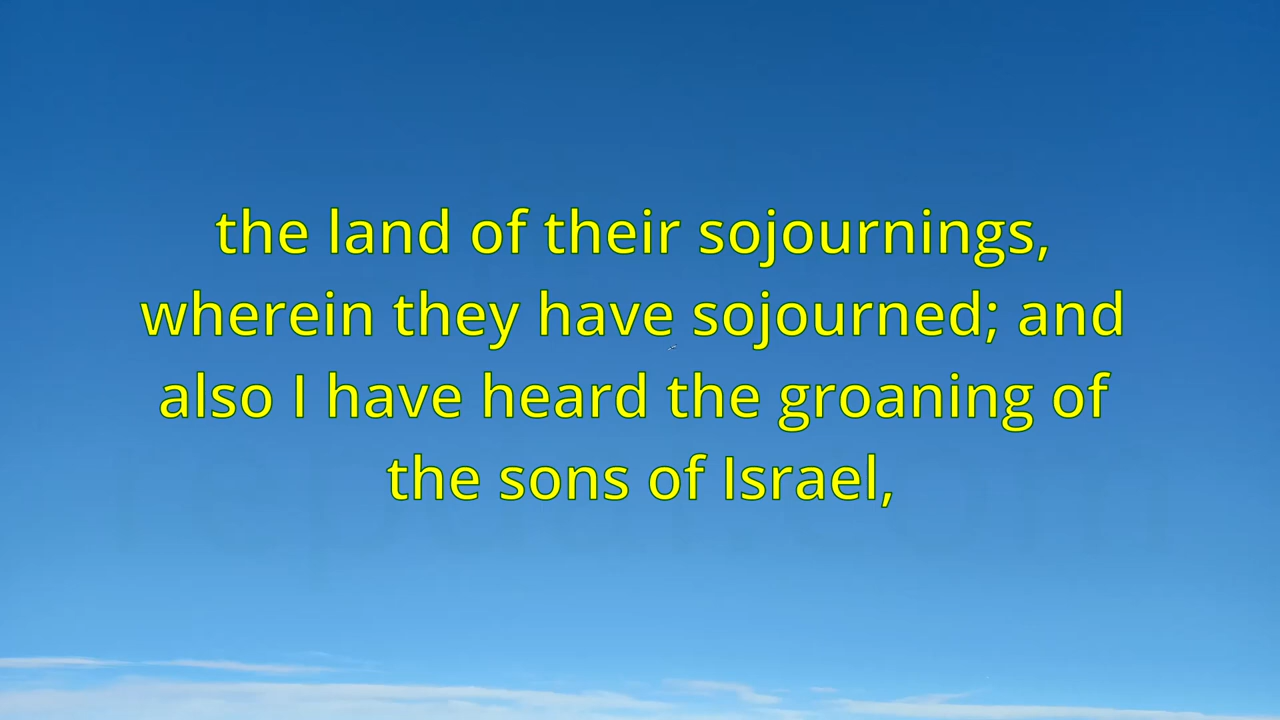 the land of their sojournings,
wherein they have sojourned; and
also I have heard the groaning of
the sons of Israel,